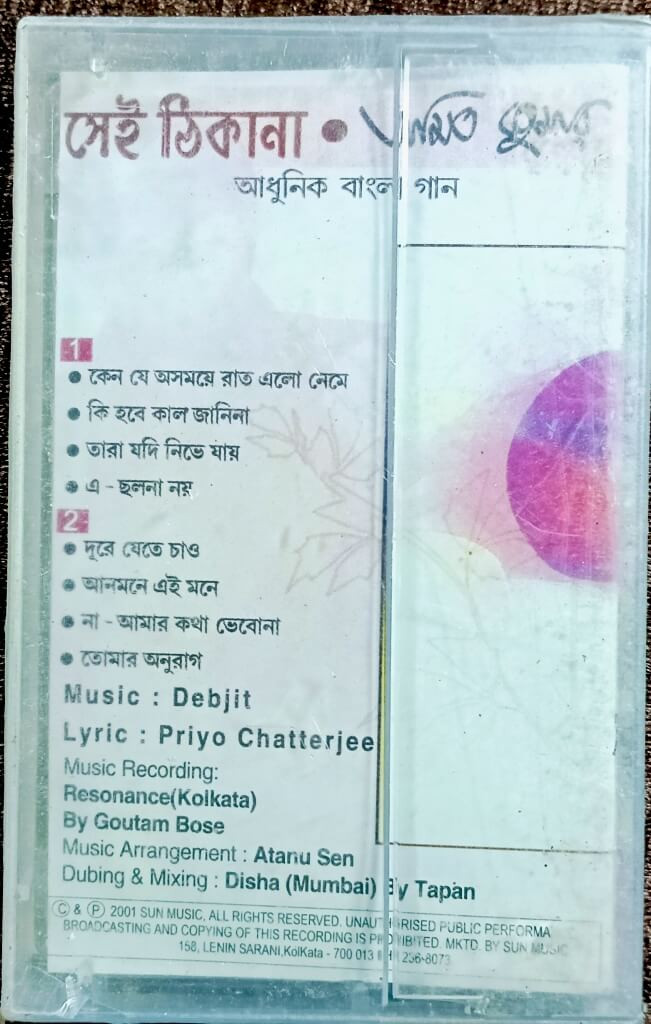 সেই ঠিকানা • অমিত কুমার
আধুনিক বাংলা গান
1
• কেন যে অসময়ে রাত এলো নেমে
• কি হবে কাল জানিনা
• তারা যদি নিভে যায়
• এ - ছলনা নয়
2
• দূরে যেতে চাও
• আনমনে এই মনে
• না - আমার কথা ভেবোনা
• তোমার অনুরাগ
Music : Debjit
Lyric : Priyo Chatterjee
Music Recording:
Resonance(Kolkata)
By Goutam Bose
Music Arrangement : Atanu Sen
Dubing & Mixing : Disha (Mumbai) By Tapan
© & ℗ 2001 SUN MUSIC, ALL RIGHTS RESERVED. UNAUTHORISED PUBLIC PERFORMA
BROADCASTING AND COPYING OF THIS RECORDING IS PROHIBITED. MKTD. BY SUN MUSIC
158, LENIN SARANI,KolKata - 700 013 256-8073